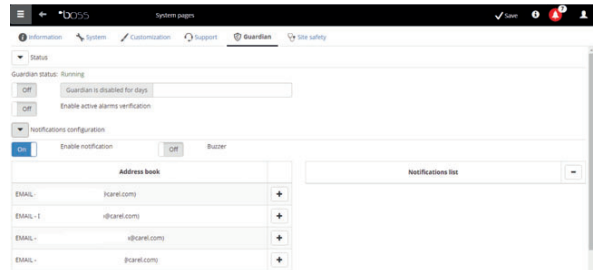 boss System pages Save 7
Information System Customization Support Guardian Site safety
Status
Guardian status: Running
Off Guardian is disabled for days
Off Enable active alarms verification
Notifications configuration
On Enable notification Off Buzzer
Address book Notifications list
EMAIL - @carel.com)
EMAIL - @carel.com)
EMAIL - @carel.com)
EMAIL - @carel.com)